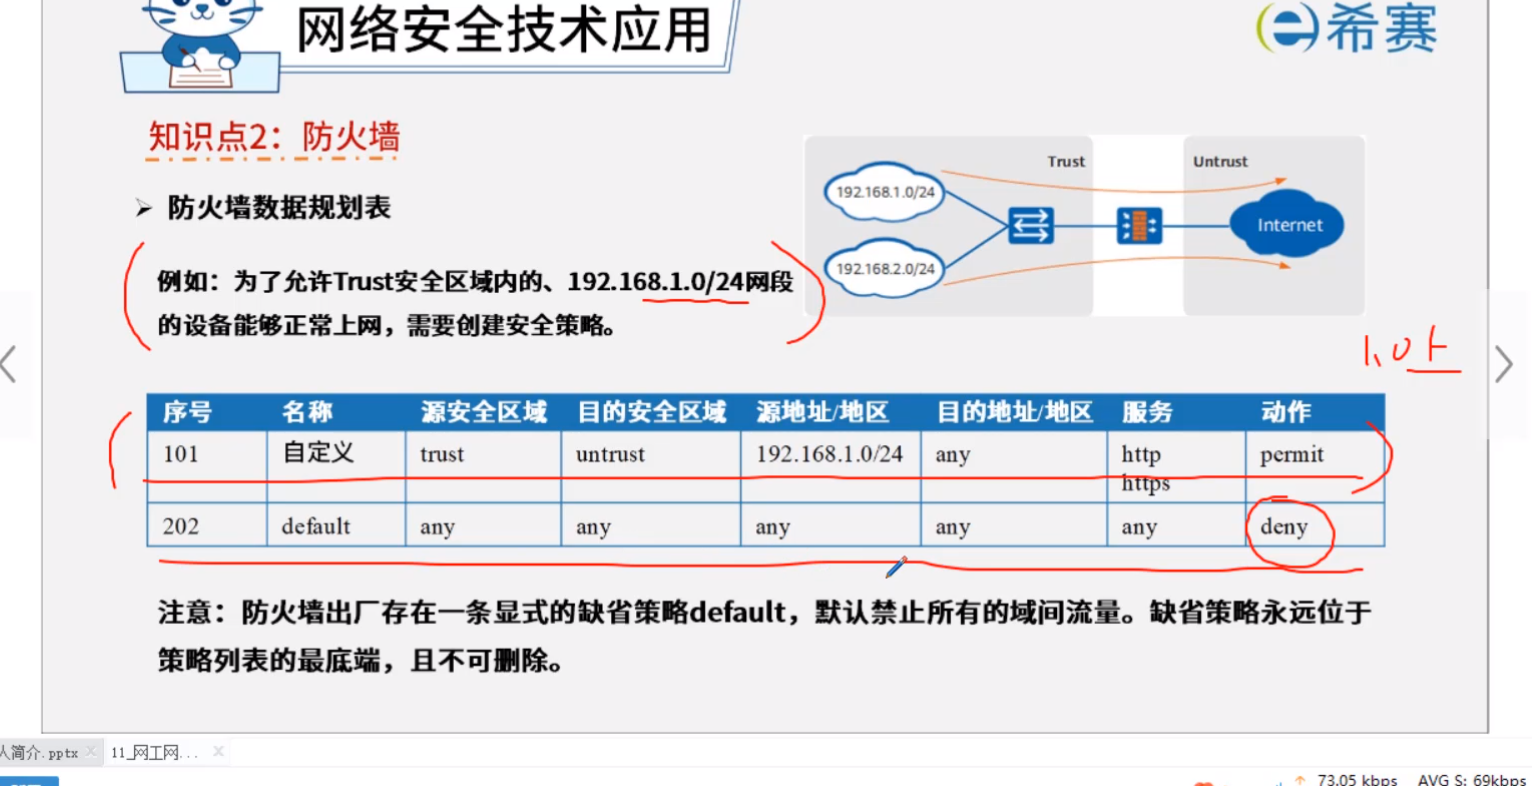 网络安全技术应用
希赛
知识点2：防火墙
➢ 防火墙数据规划表
例如：为了允许Trust安全区域内的、192.168.1.0/24网段
的设备能够正常上网，需要创建安全策略。
Trust
Untrust
192.168.1.0/24
192.168.2.0/24
Internet
序号 名称 源安全区域 目的安全区域 源地址/地区 目的地址/地区 服务 动作
101 自定义 trust untrust 192.168.1.0/24 any http permit
https
202 default any any any any any deny
注意：防火墙出厂存在一条显式的缺省策略default，默认禁止所有的域间流量。缺省策略永远位于
策略列表的最底端，且不可删除。
人简介.pptx
11_网工网...
73.05 kbps AVG S: 69kbps